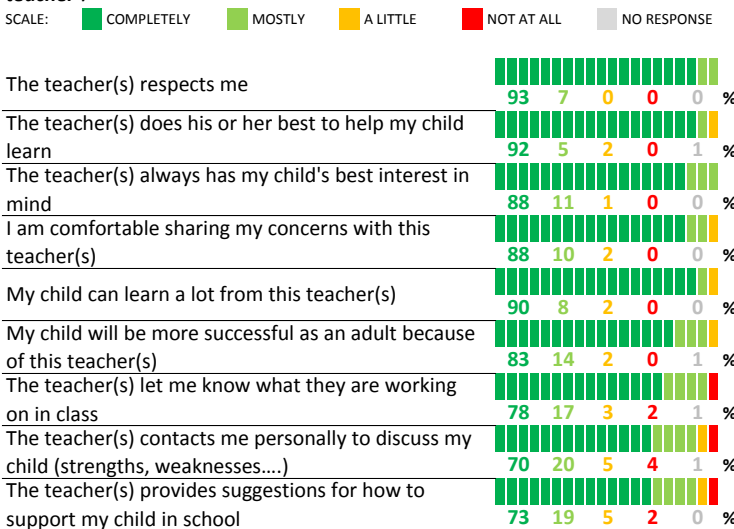 teacher?
SCALE: COMPLETELY MOSTLY A LITTLE NOT AT ALL NO RESPONSE
The teacher(s) respects me
93 7 0 0 0 %
The teacher(s) does his or her best to help my child
learn
92 5 2 0 1 %
The teacher(s) always has my child's best interest in
mind
88 11 1 0 0 %
I am comfortable sharing my concerns with this
teacher(s)
88 10 2 0 0 %
My child can learn a lot from this teacher(s)
90 8 2 0 0 %
My child will be more successful as an adult because
of this teacher(s)
83 14 2 0 1 %
The teacher(s) let me know what they are working
on in class
78 17 3 2 1 %
The teacher(s) contacts me personally to discuss my
child (strengths, weaknesses....)
70 20 5 4 1 %
The teacher(s) provides suggestions for how to
support my child in school
73 19 5 2 0 %